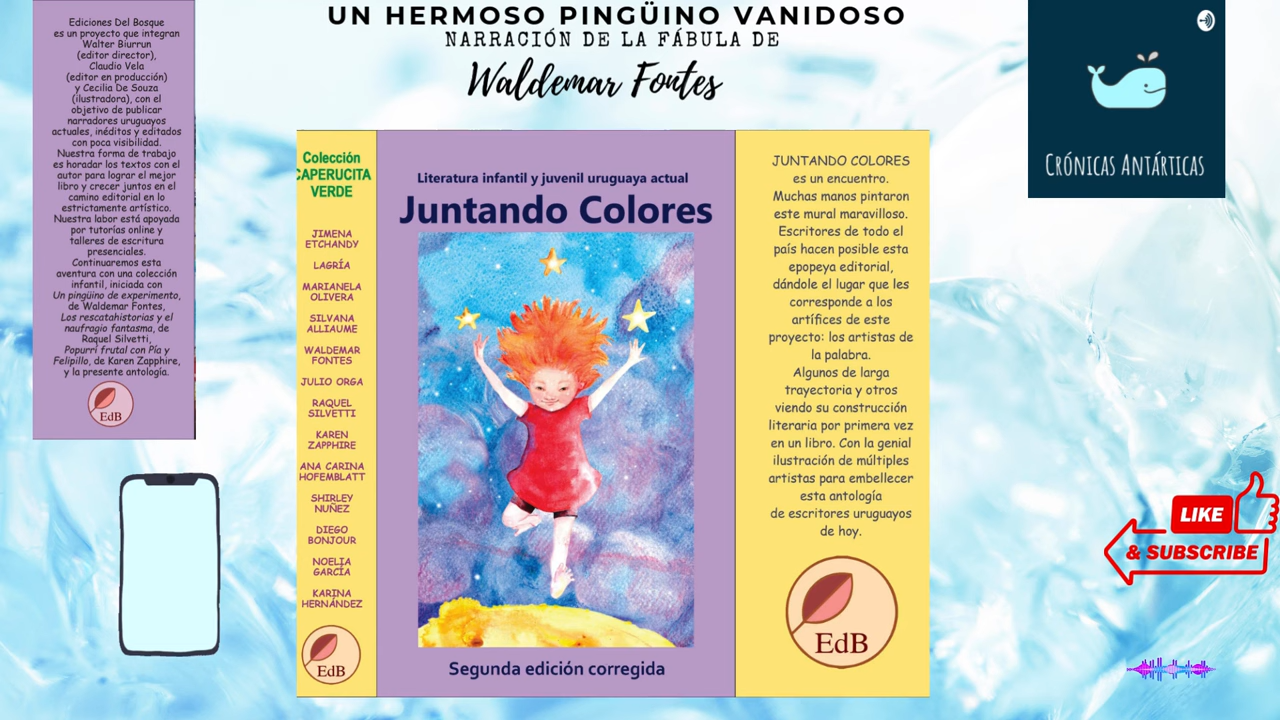 UN HERMOSO PINGÜINO VANIDOSO
NARRACIÓN DE LA FÁBULA DE
Waldemar Fontes
Ediciones Del Bosque
es un proyecto que integran
Walter Biurrun
(editor director),
Claudio Vela
(editor en producción)
y Cecilia De Souza
(ilustradora), con el
objetivo de publicar
narradores uruguayos
actuales, inéditos y editados
con poca visibilidad.
Nuestra forma de trabajo
es horadar los textos con el
autor para lograr el mejor
libro y crecer juntos en el
camino editorial en lo
estrictamente artístico.
Nuestra labor está apoyada
por tutorías online y
talleres de escritura
presenciales.
Continuaremos esta
aventura con una colección
infantil, iniciada con
Un pingüino de experimento,
de Waldemar Fontes,
Los rescatahistorias y el
naufragio fantasma, de
Raquel Silvetti,
Popurrí frutal con Pía y
Felipillo, de Karen Zapphire,
y la presente antología.
EdB
Colección
CAPERUCITA
VERDE
JIMENA
ETCHANDY
LAGRÍA
MARIANELA
OLIVERA
SILVANA
ALLIAUME
WALDEMAR
FONTES
JULIO ORGA
RAQUEL
SILVETTI
KAREN
ZAPPHIRE
ANA CARINA
HOFEMBLATT
SHIRLEY
NUÑEZ
DIEGO
BONJOUR
NOELIA
GARCÍA
KARINA
HERNÁNDEZ
EdB
Literatura infantil y juvenil uruguaya actual
Juntando Colores
Segunda edición corregida
JUNTANDO COLORES
es un encuentro.
Muchas manos pintaron
este mural maravilloso.
Escritores de todo el
país hacen posible esta
epopeya editorial,
dándole el lugar que les
corresponde a los
artífices de este
proyecto: los artistas de
la palabra.
Algunos de larga
trayectoria y otros
viendo su construcción
literaria por primera vez
en un libro. Con la genial
ilustración de múltiples
artistas para embellecer
esta antología
de escritores uruguayos
de hoy.
EdB
CRÓNICAS ANTÁRTICAS
LIKE
& SUBSCRIBE